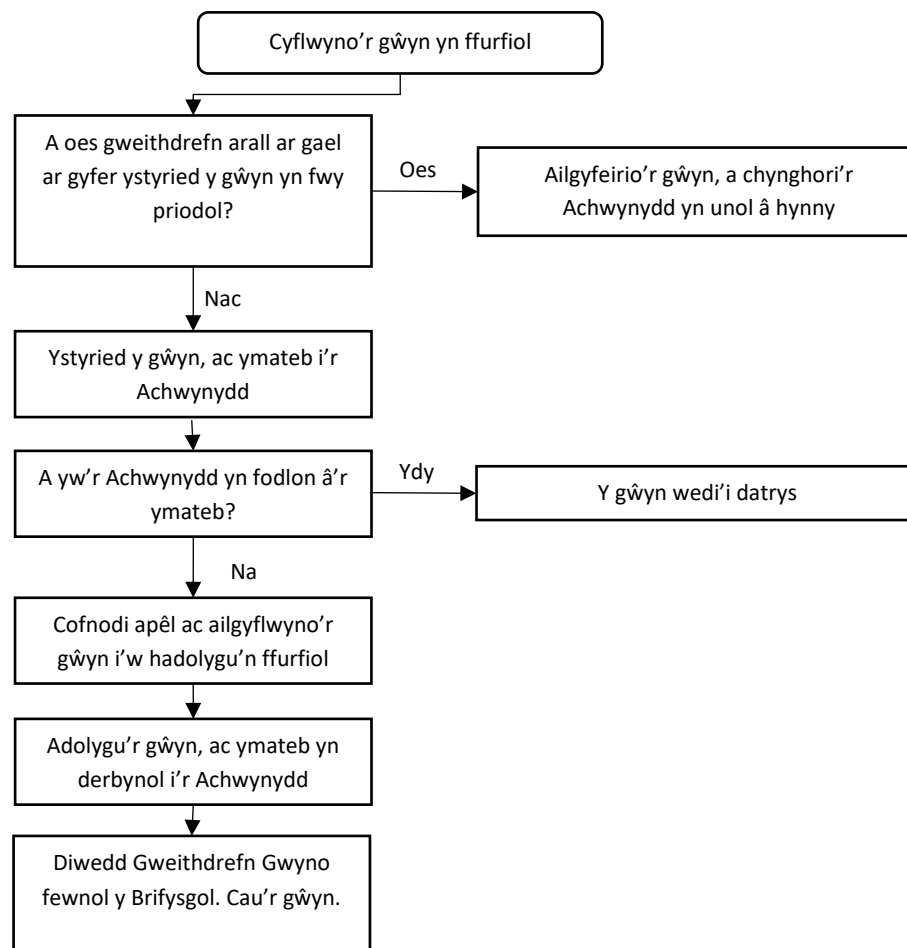 Cyflwyno’r gŵyn yn ffurfiol
A oes gweithdrefn arall ar gael
ar gyfer ystyried y gŵyn yn fwy
priodol?
Oes
Ailgyfeirio’r gŵyn, a chynghori’r
Achwynydd yn unol â hynny
Nac
Ystyried y gŵyn, ac ymateb i’r
Achwynydd
A yw’r Achwynydd yn fodlon â’r
ymateb?
Ydy
Y gŵyn wedi’i datrys
Na
Cofnodi apêl ac ailgyflwyno’r
gŵyn i’w hadolygu’n ffurfiol
Adolygu’r gŵyn, ac ymateb yn
derbynol i’r Achwynydd
Diwedd Gweithdrefn Gwyno
fewnol y Brifysgol. Cau’r gŵyn.